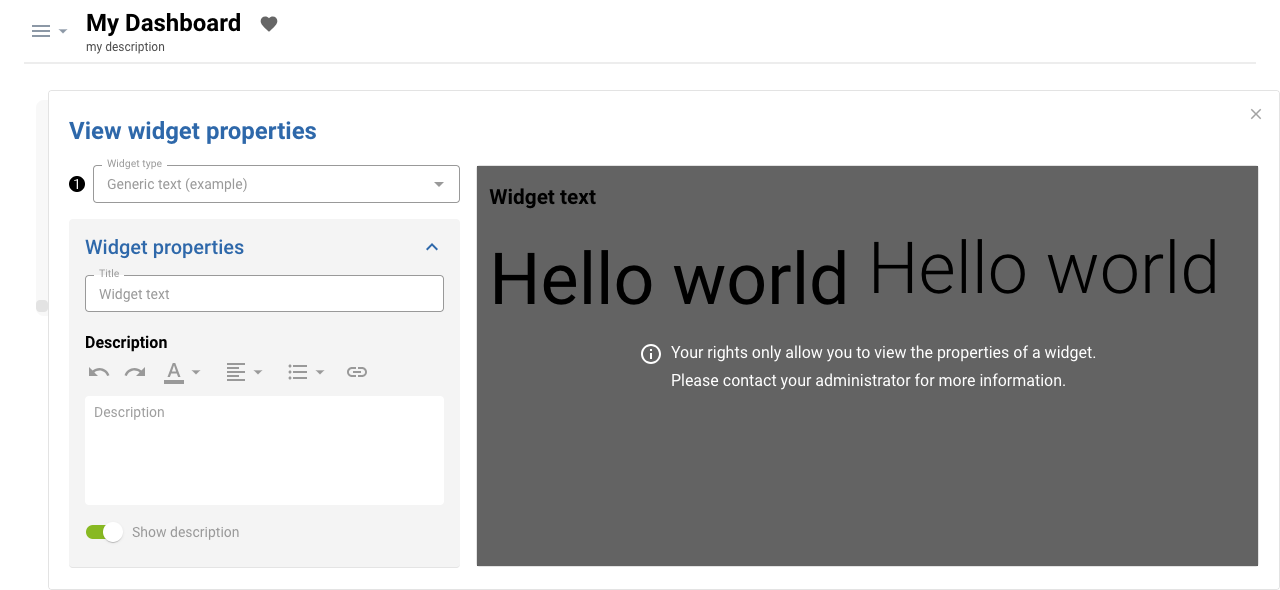 My Dashboard
my description
View widget properties
1
Widget type
Generic text (example)
Widget properties
Title
Widget text
Description
A
Description
Show description
Widget text
Hello world Hello world
Your rights only allow you to view the properties of a widget.
Please contact your administrator for more information.